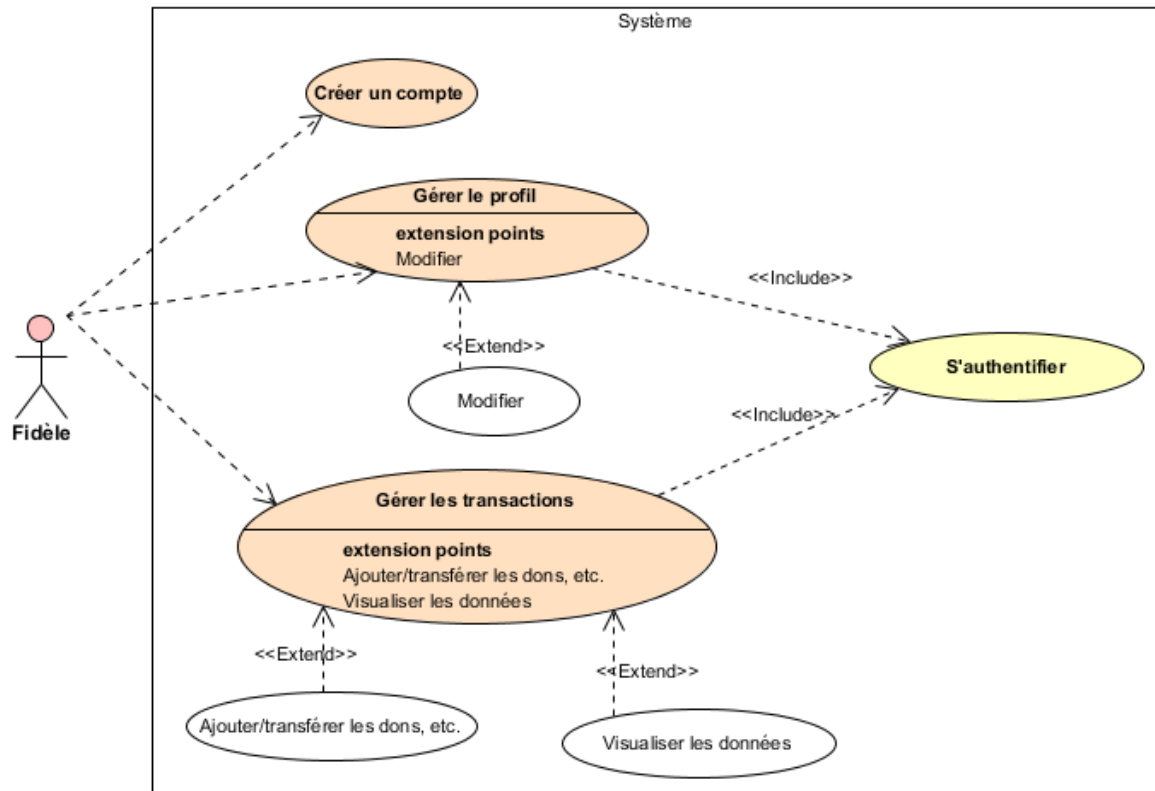 Système
Créer un compte
Gérer le profil
extension points
Modifier
<<Include>>
<<Extend>>
S'authentifier
Modifier
<<Include>>
Fidèle
Gérer les transactions
extension points
Ajouter/transférer les dons, etc.
Visualiser les données
<<Extend>>
<<Extend>>
Ajouter/transférer les dons, etc.
Visualiser les données